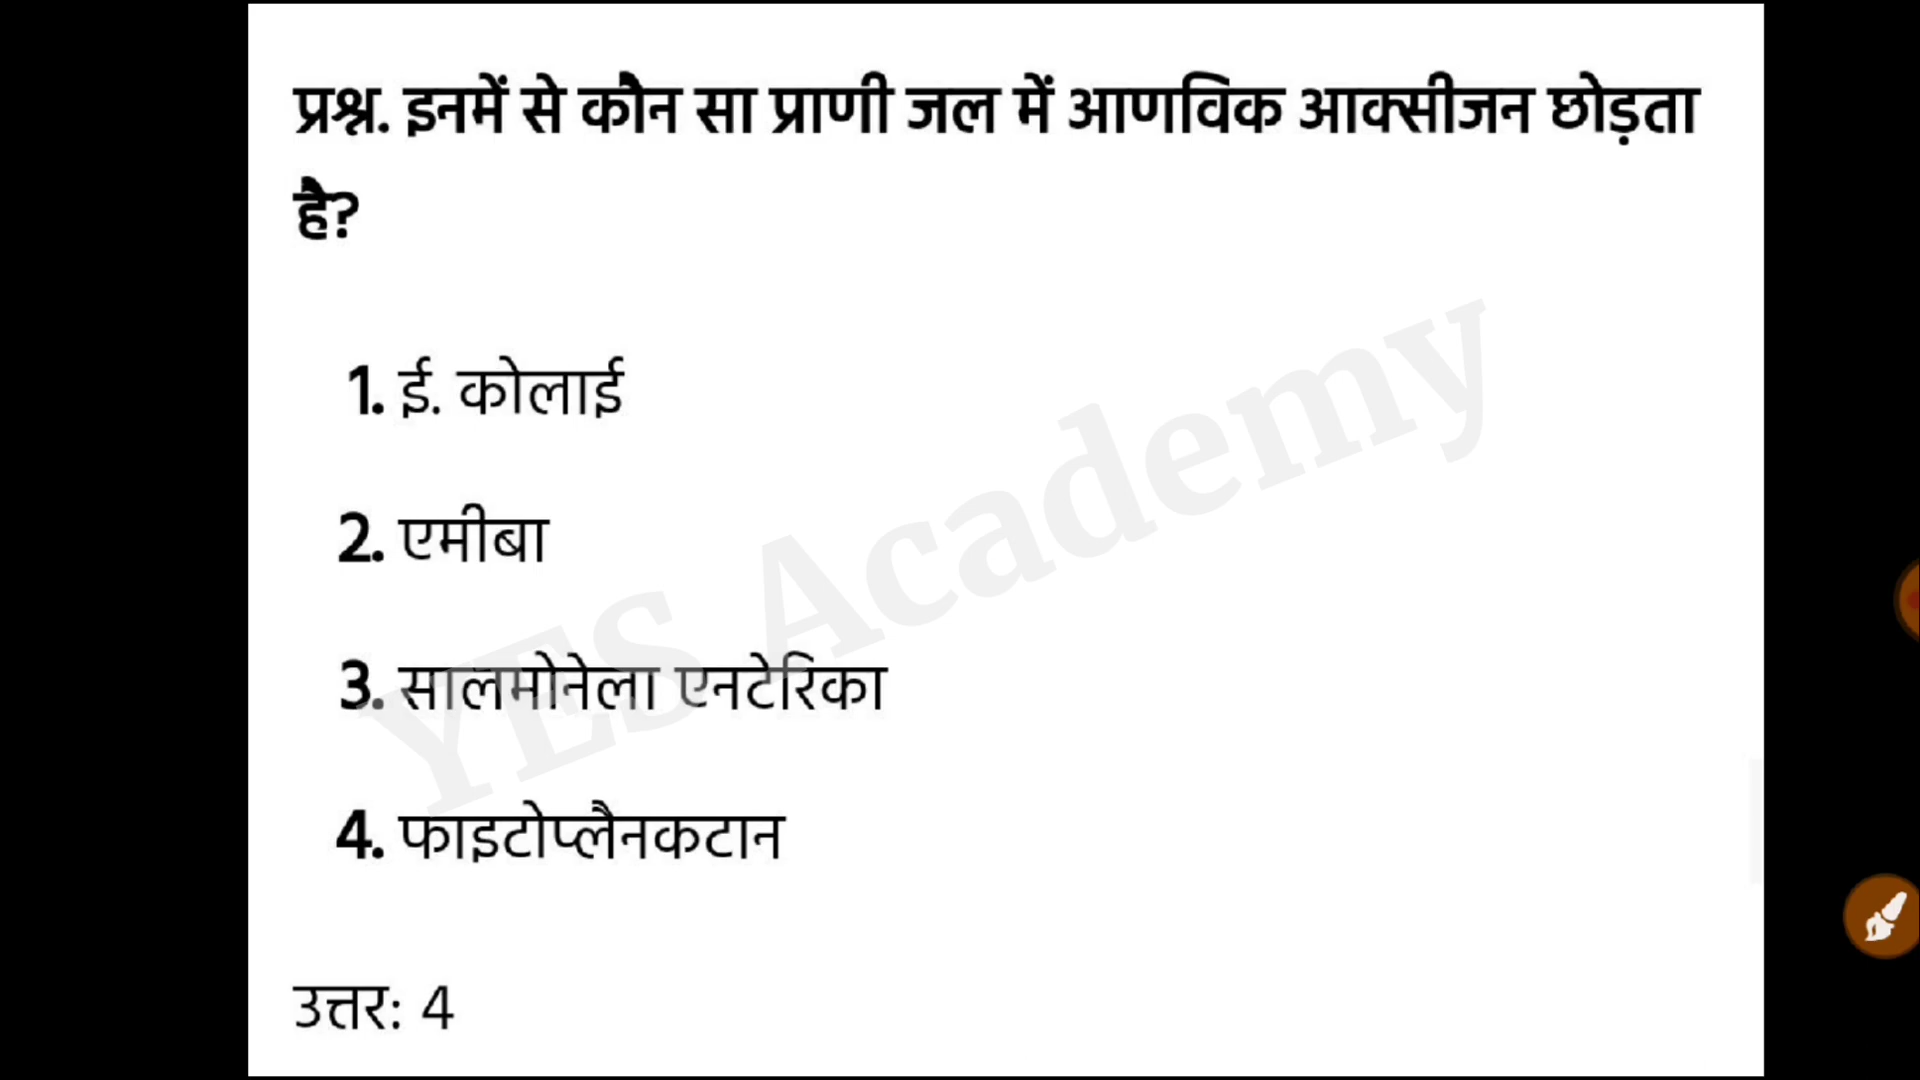 प्रश्न. इनमें से कौन सा प्राणी जल में आणविक आक्सीजन छोड़ता
है?
1. ई. कोलाई
2. एमीबा
3. सालमोनेला एनटेरिका
4. फाइटोप्लैनकटान
उत्तर: 4
YES Academy